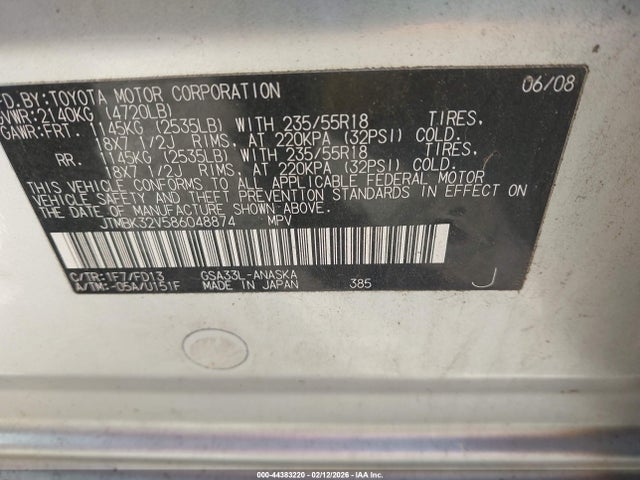 FD.BY:TOYOTA MOTOR CORPORATION 06/08
GVWR:2140KG (4720LB)
GAWR:FRT. 1145KG (2535LB) WITH 235/55R18 TIRES,
18X7 1/2J RIMS, AT 220KPA (32PSI) COLD.
RR. 1145KG (2535LB) WITH 235/55R18 TIRES,
18X7 1/2J RIMS, AT 220KPA (32PSI) COLD.
THIS VEHICLE CONFORMS TO ALL APPLICABLE FEDERAL MOTOR
VEHICLE SAFETY AND THEFT PREVENTION STANDARDS IN EFFECT ON
THE DATE OF MANUFACTURE SHOWN ABOVE.
JTMBK32V586048874 MPV
C/TR:1F7/FD13 GSA33L-ANASKA
A/TM:-05A/U151F MADE IN JAPAN 385 J
000-44383220 - 02/12/2026 - IAA Corp.